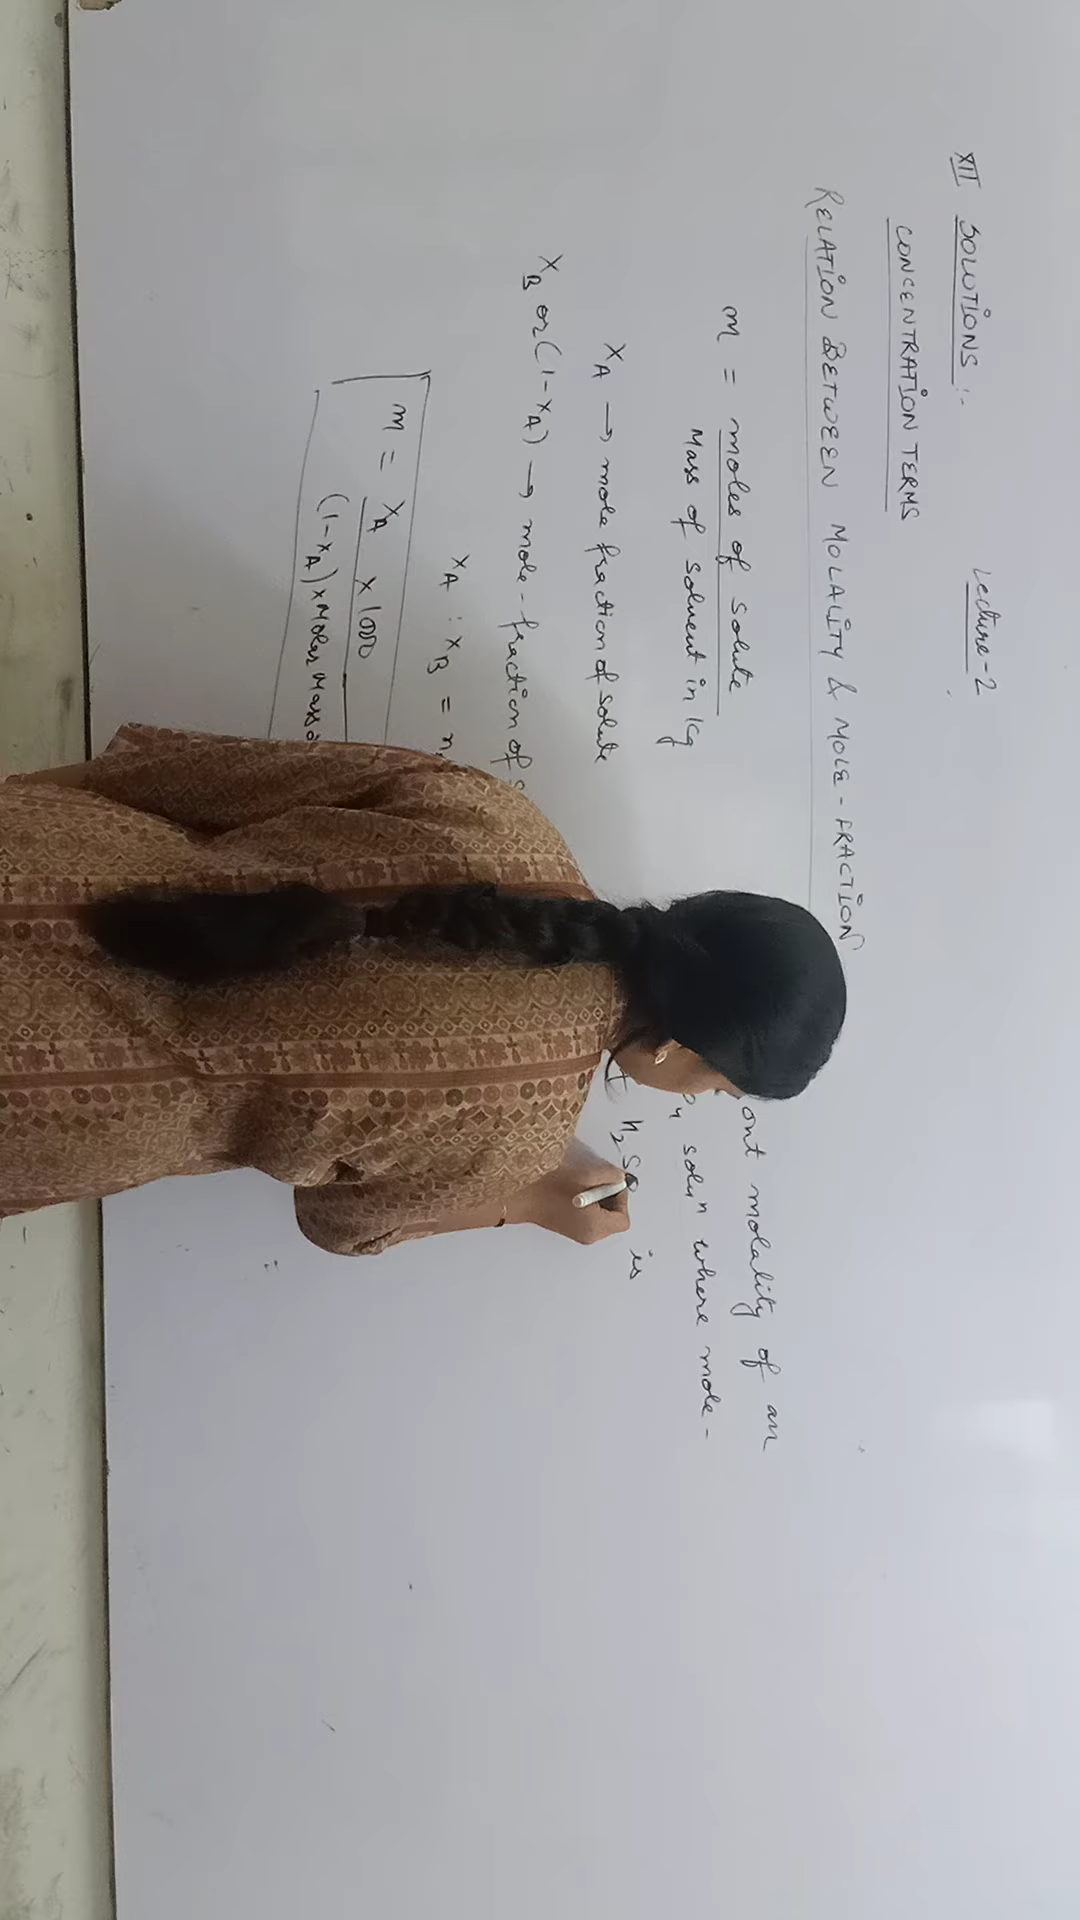 XII SOLUTIONS :-
Lecture-2
CONCENTRATION TERMS
RELATION BETWEEN MOLALITY & MOLE-FRACTION
m = moles of solute
Mass of solvent in kg
XA → mole fraction of solute
XB or (1-XA) → mole-fraction of
XA : XB =
m = XA × 1000
(1-XA) × Molar Mass
molality of an
solun where mole-
H2SO is